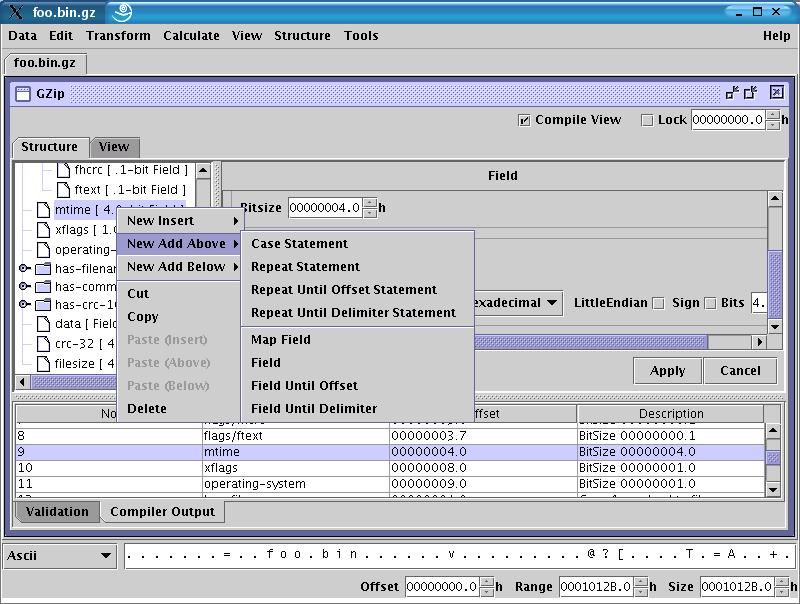 foo.bin.gz
Data Edit Transform Calculate View Structure Tools Help
foo.bin.gz
GZip
Compile View Lock 00000000.0 h
Structure View
fhcrc [ .1-bit Field ]
ftext [ .1-bit Field ]
mtime [ 4.
xflags [ 1.0
operating-
has-filenar
has-comm
has-crc-1
data [ Field
crc-32 [ 4
filesize [ 4
Field
Bitsize 00000004.0 h
exadecimal LittleEndian Sign Bits 4.
New Insert
New Add Above
New Add Below
Cut
Copy
Paste (Insert)
Paste (Above)
Paste (Below)
Delete
Case Statement
Repeat Statement
Repeat Until Offset Statement
Repeat Until Delimiter Statement
Map Field
Field
Field Until Offset
Field Until Delimiter
Apply Cancel
No ffset Description
8 flags/ftext 00000003.7 BitSize 00000000.1
9 mtime 00000004.0 BitSize 00000004.0
10 xflags 00000008.0 BitSize 00000001.0
11 operating-system 00000009.0 BitSize 00000001.0
Validation Compiler Output
Ascii . . . . . . . = . . f o o . b i n . . . . . . v . . . . . . . . . @ ? [ . . . . T . = A . . + .
Offset 00000000.0 h Range 0001012B.0 h Size 0001012B.0 h